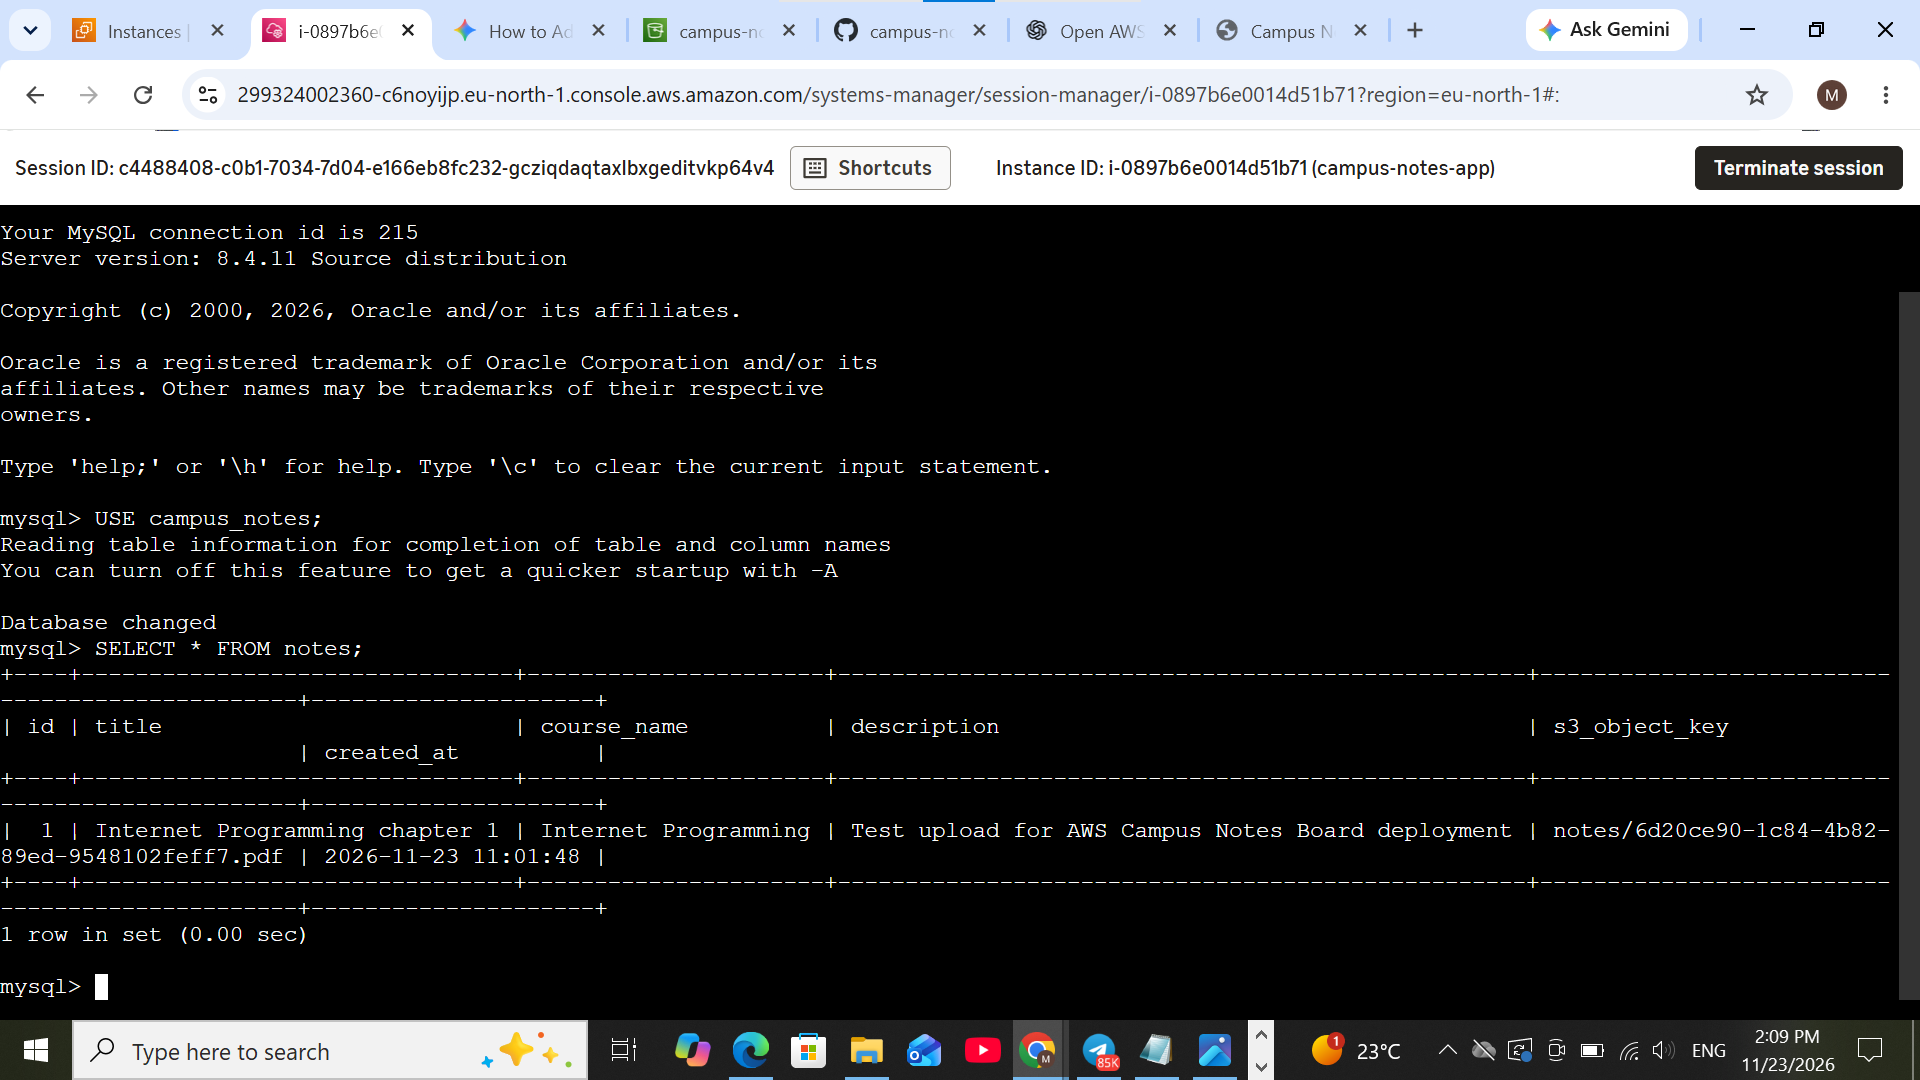 Instances |
i-0897b6e0
How to Ad
campus-no
campus-no
Open AWS
Campus N
Ask Gemini
299324002360-c6noyijp.eu-north-1.console.aws.amazon.com/systems-manager/session-manager/i-0897b6e0014d51b71?region=eu-north-1#:
M
Session ID: c4488408-c0b1-7034-7d04-e166eb8fc232-gcziqdaqtaxlbxgeditvkp64v4
Shortcuts
Instance ID: i-0897b6e0014d51b71 (campus-notes-app)
Terminate session
Your MySQL connection id is 215
Server version: 8.4.11 Source distribution
Copyright (c) 2000, 2026, Oracle and/or its affiliates.
Oracle is a registered trademark of Oracle Corporation and/or its
affiliates. Other names may be trademarks of their respective
owners.
Type 'help;' or '\h' for help. Type '\c' to clear the current input statement.
mysql> USE campus_notes;
Reading table information for completion of table and column names
You can turn off this feature to get a quicker startup with -A
Database changed
mysql> SELECT * FROM notes;
| id | title | course_name | description | s3_object_key
| created_at |
| 1 | Internet Programming chapter 1 | Internet Programming | Test upload for AWS Campus Notes Board deployment | notes/6d20ce90-1c84-4b82-
89ed-9548102feff7.pdf | 2026-11-23 11:01:48 |
1 row in set (0.00 sec)
mysql>
Type here to search
M
85K
1
23°C
ENG
2:09 PM
11/23/2026